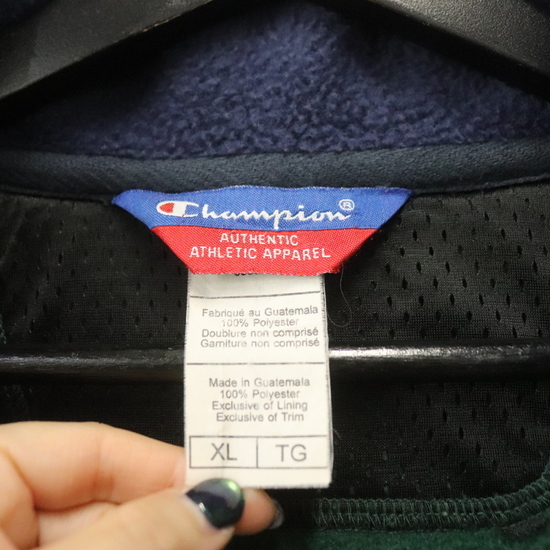 Champion®
AUTHENTIC
ATHLETIC APPAREL
Fabriqué au Guatemala
100% Polyester
Doublure non comprisé
Garniture non comprisé
Made in Guatemala
100% Polyester
Exclusive of Lining
Exclusive of Trim
XL TG